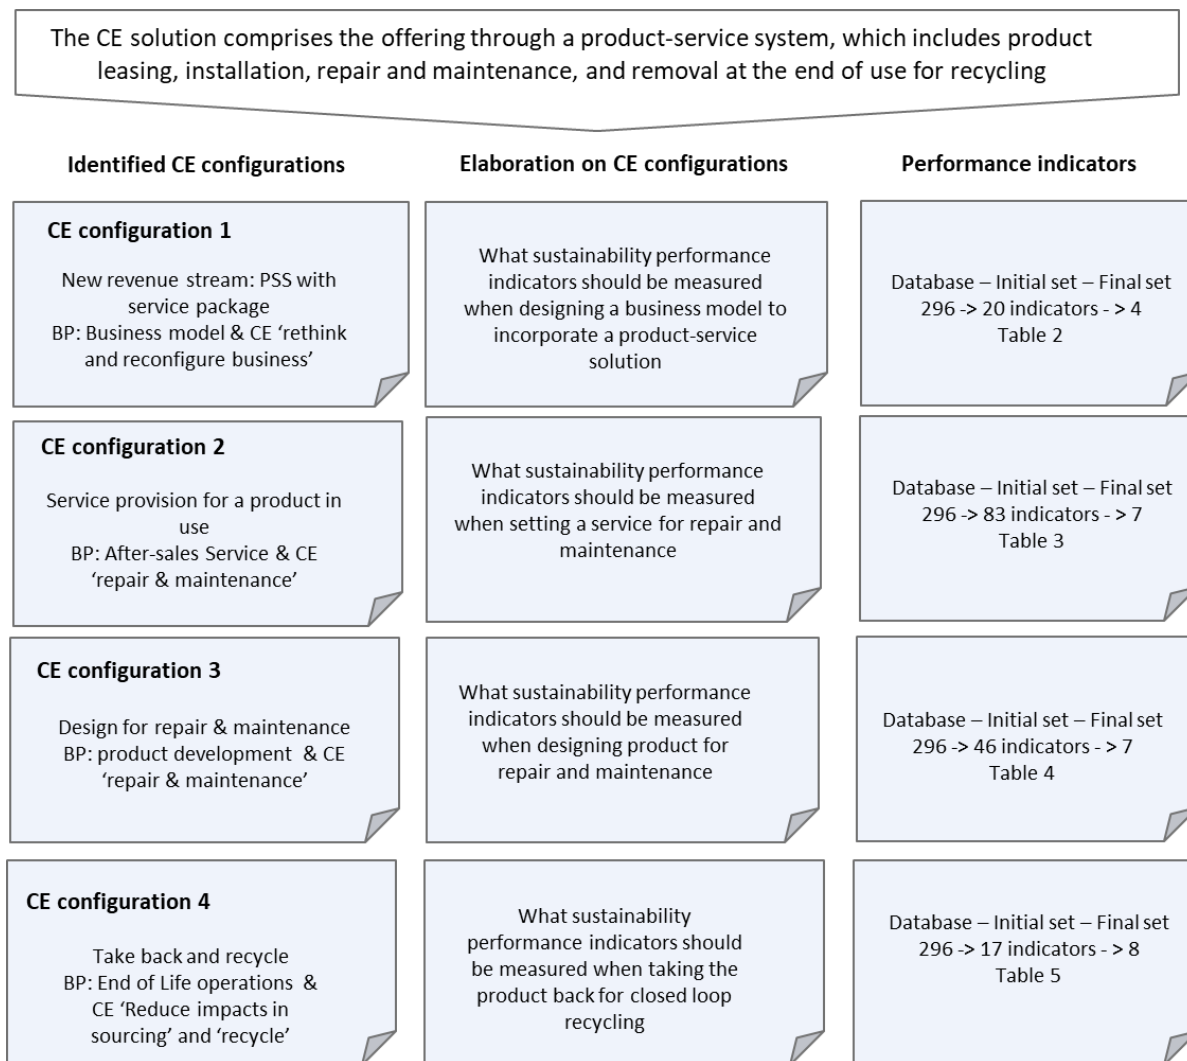 The CE solution comprises the offering through a product-service system, which includes product
leasing, installation, repair and maintenance, and removal at the end of use for recycling
Identified CE configurations
Elaboration on CE configurations
Performance indicators
CE configuration 1
New revenue stream: PSS with
service package
BP: Business model & CE ‘rethink
and reconfigure business’
What sustainability performance
indicators should be measured
when designing a business model to
incorporate a product-service
solution
Database – Initial set – Final set
296 -> 20 indicators - > 4
Table 2
CE configuration 2
Service provision for a product in
use
BP: After-sales Service & CE
‘repair & maintenance’
What sustainability performance
indicators should be measured
when setting a service for repair and
maintenance
Database – Initial set – Final set
296 -> 83 indicators - > 7
Table 3
CE configuration 3
Design for repair & maintenance
BP: product development & CE
‘repair & maintenance’
What sustainability performance
indicators should be measured
when designing product for
repair and maintenance
Database – Initial set – Final set
296 -> 46 indicators - > 7
Table 4
CE configuration 4
Take back and recycle
BP: End of Life operations &
CE ‘Reduce impacts in
sourcing’ and ‘recycle’
What sustainability
performance indicators should
be measured when taking the
product back for closed loop
recycling
Database – Initial set – Final set
296 -> 17 indicators - > 8
Table 5